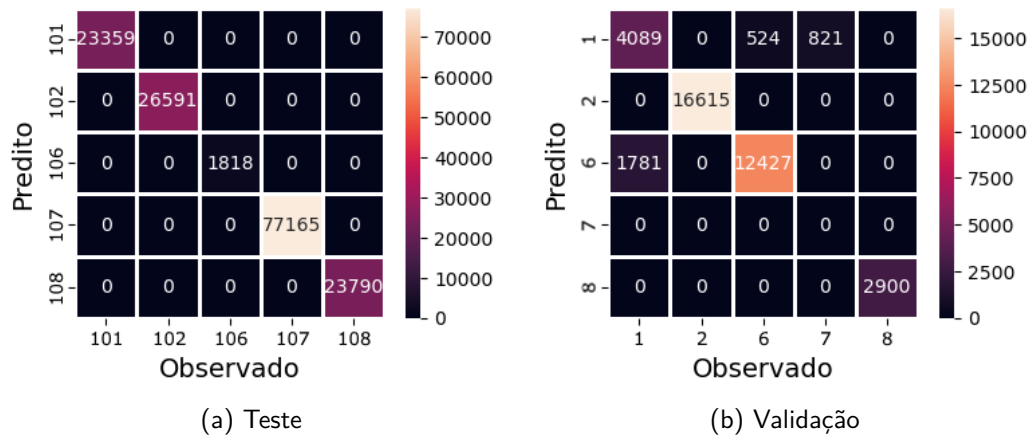 101 23359 0 0 0 0 70000
102 0 26591 0 0 0 60000
106 0 0 1818 0 0 50000
107 0 0 0 77165 0 40000
108 0 0 0 0 23790 30000
20000
10000
0
101 102 106 107 108
Predito
Observado
(a) Teste
1 4089 0 524 821 0 15000
2 0 16615 0 0 0 12500
6 1781 0 12427 0 0 10000
7 0 0 0 0 0 7500
8 0 0 0 0 2900 5000
2500
0
1 2 6 7 8
Predito
Observado
(b) Validação